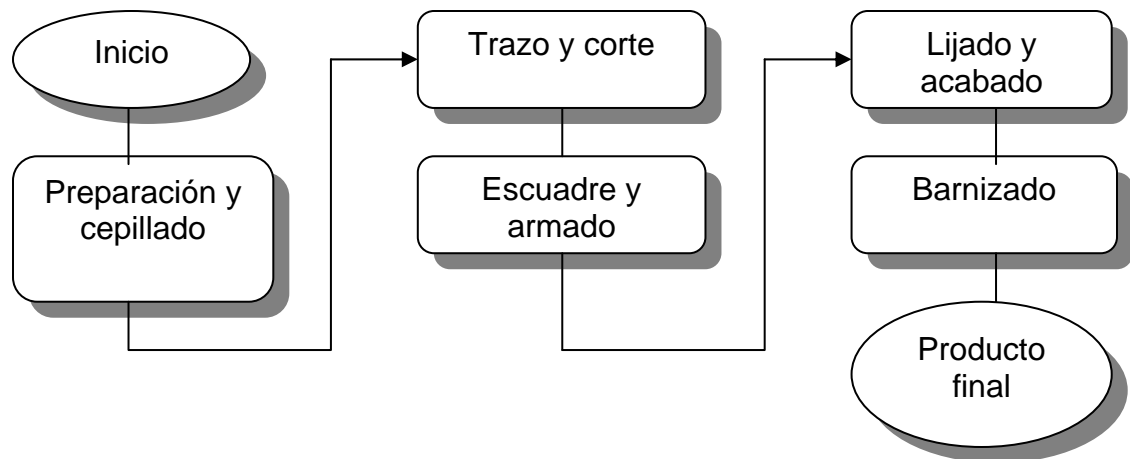 Inicio
Preparación y
cepillado
Trazo y corte
Escuadre y
armado
Lijado y
acabado
Barnizado
Producto
final